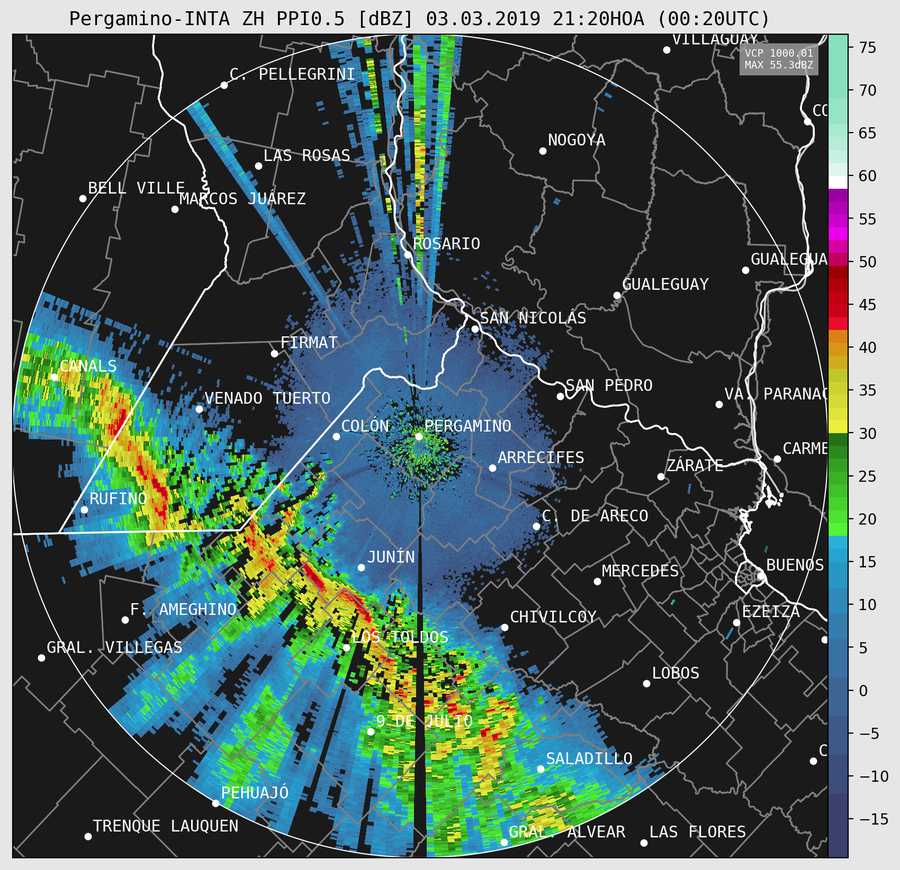 Pergamino-INTA ZH PPI0.5 [dBZ] 03.03.2019 21:20HOA (00:20UTC)
VILLAGUAY
VCP 1000.01
MAX 55.3dBZ
C. PELLEGRINI
CO
NOGOYA
LAS ROSAS
BELL VILLE
MARCOS JUÁREZ
ROSARIO
GUALEGUA
GUALEGUAY
SAN NICOLÁS
FIRMAT
CANALS
SAN PEDRO
VENADO TUERTO
VA. PARANAC
COLÓN
PERGAMINO
CARME
ARRECIFES
ZÁRATE
RUFINO
C. DE ARECO
JUNÍN
BUENOS
MERCEDES
F. AMEGHINO
EZEIZA
CHIVILCOY
LOS TOLDOS
GRAL. VILLEGAS
LOBOS
9 DE JULIO
C
SALADILLO
PEHUAJÓ
TRENQUE LAUQUEN
GRAL. ALVEAR
LAS FLORES
75
70
65
60
55
50
45
40
35
30
25
20
15
10
5
0
−5
−10
−15